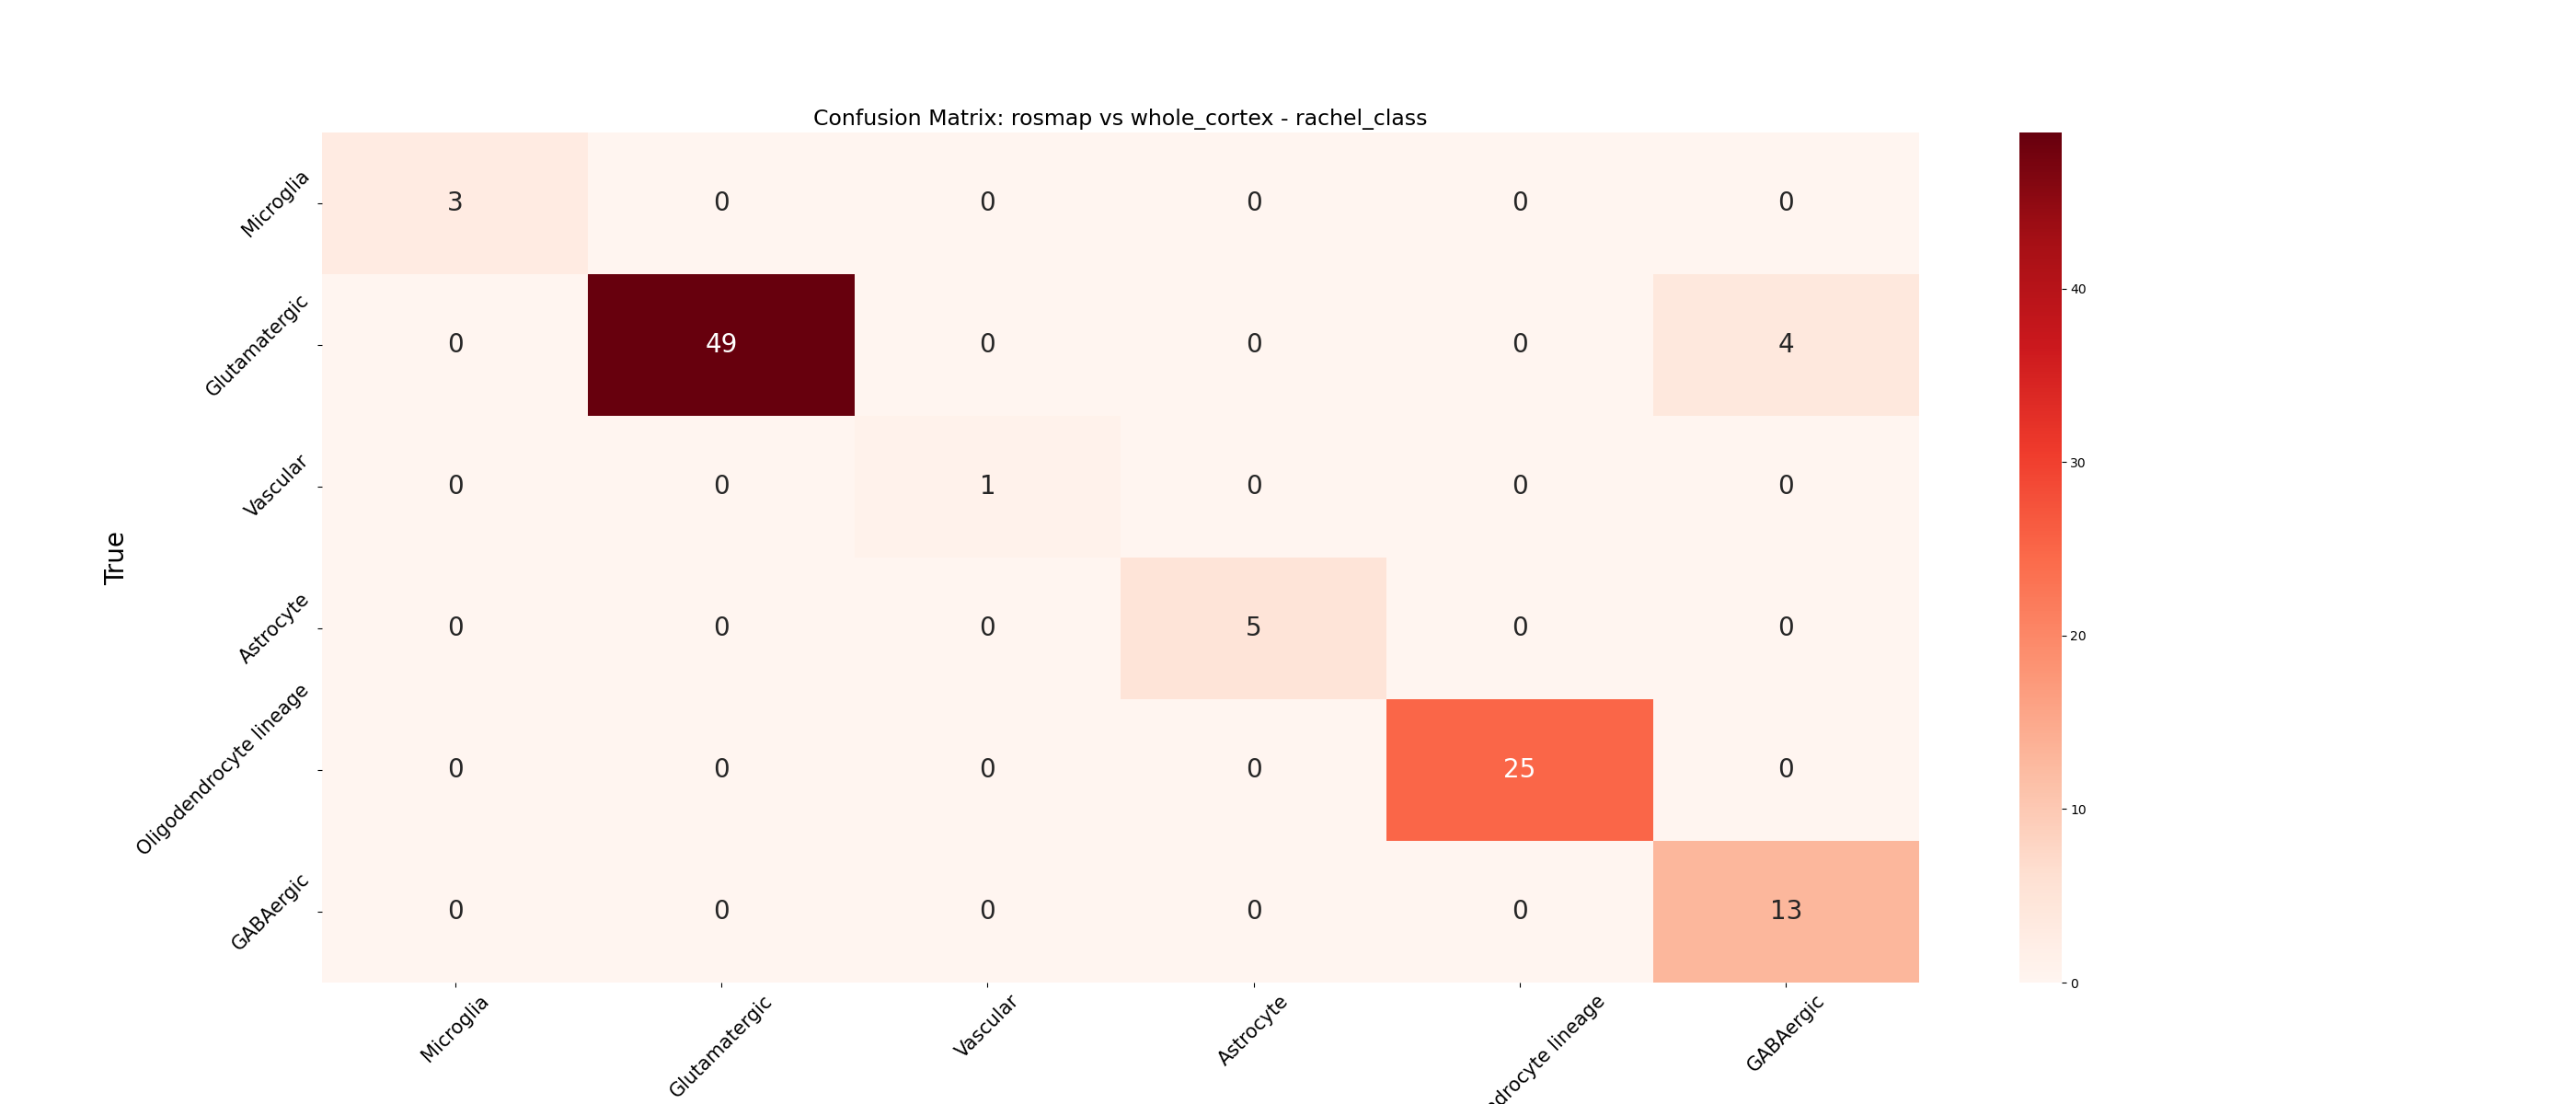 Confusion Matrix: rosmap vs whole_cortex - rachel_class
Microglia 3 0 0 0 0 0
Glutamatergic 0 49 0 0 0 4
Vascular 0 0 1 0 0 0
Astrocyte 0 0 0 5 0 0
Oligodendrocyte lineage 0 0 0 0 25 0
GABAergic 0 0 0 0 0 13
True
Microglia Glutamatergic Vascular Astrocyte lineage GABAergic
40
30
20
10
0